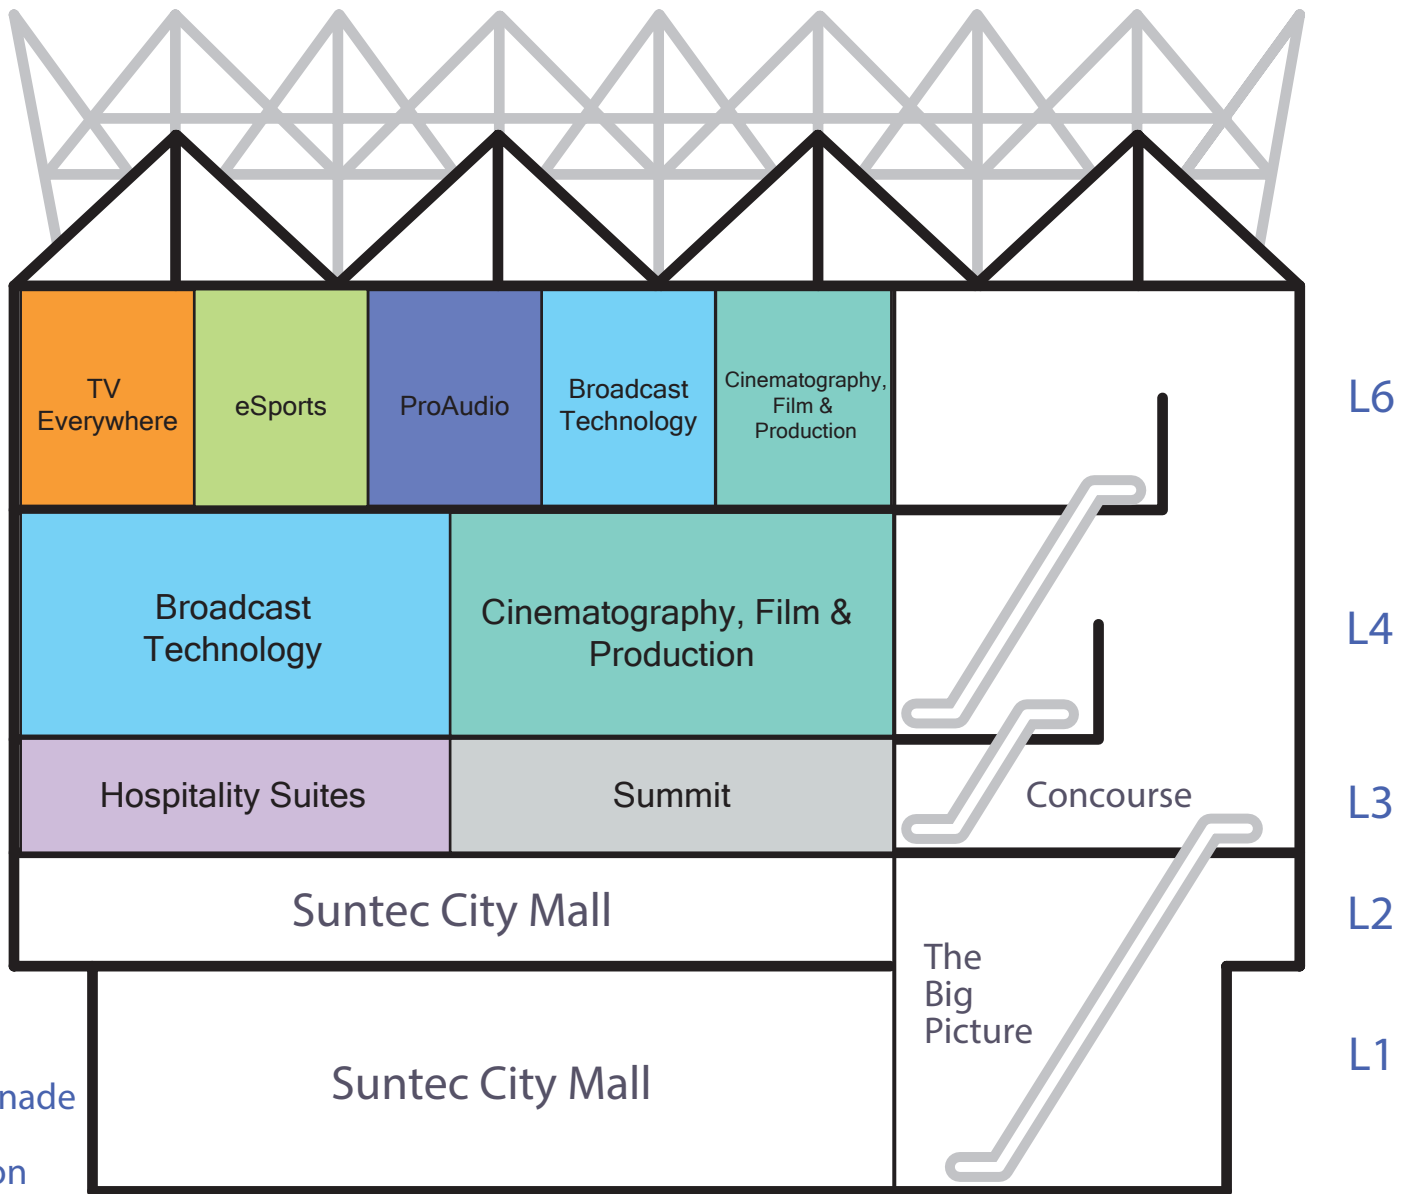 TV
Everywhere
eSports
ProAudio
Broadcast
Technology
Cinematography,
Film &
Production
L6
Broadcast
Technology
Cinematography, Film &
Production
L4
Hospitality Suites
Summit
Concourse
L3
Suntec City Mall
L2
The
Big
Picture
Suntec City Mall
L1
nade
on